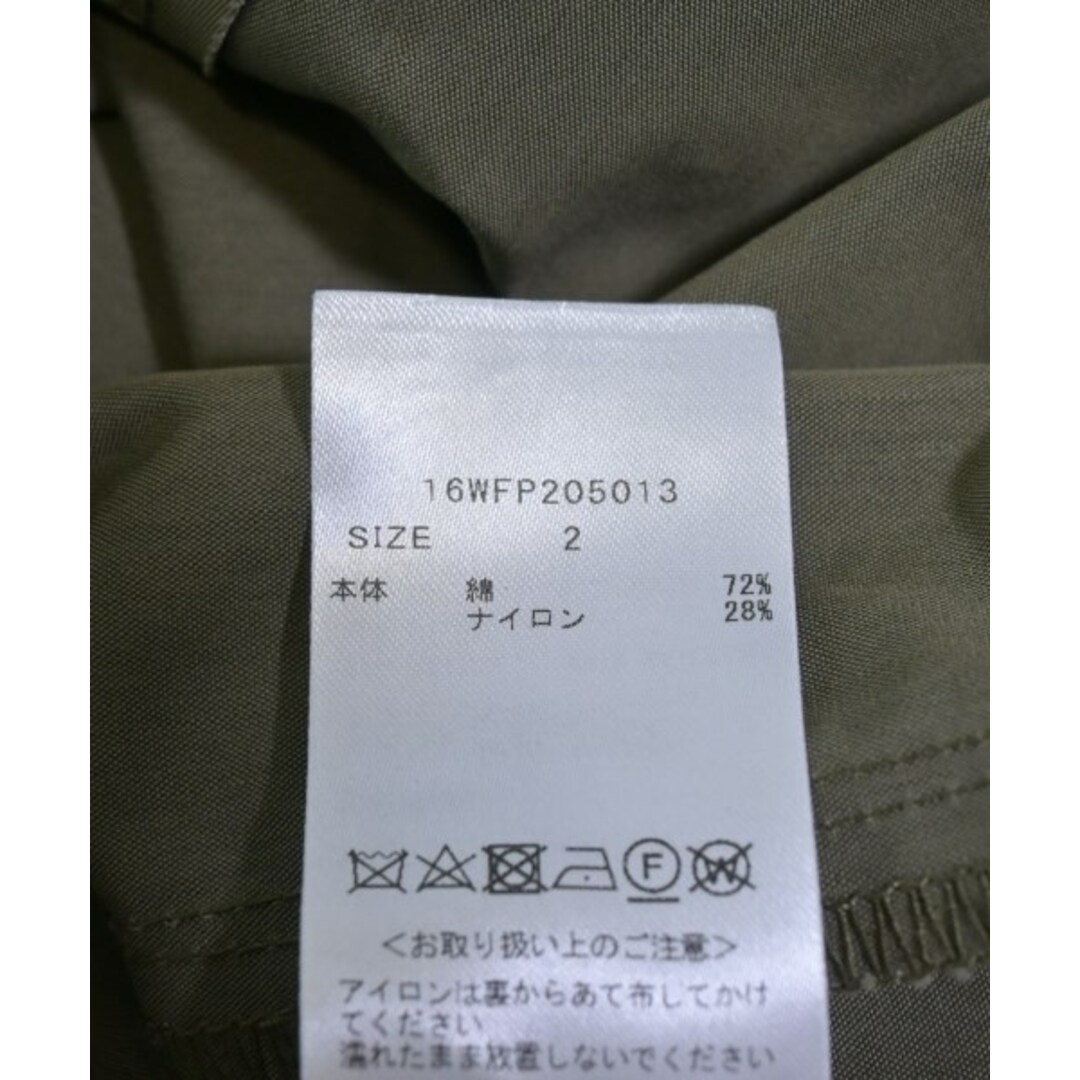 16WFP205013
SIZE 2
本体 綿 72%
ナイロン 28%
F W
<お取り扱い上のご注意>
アイロンは裏からあて布してかけ
てください
濡れたまま放置しないでください